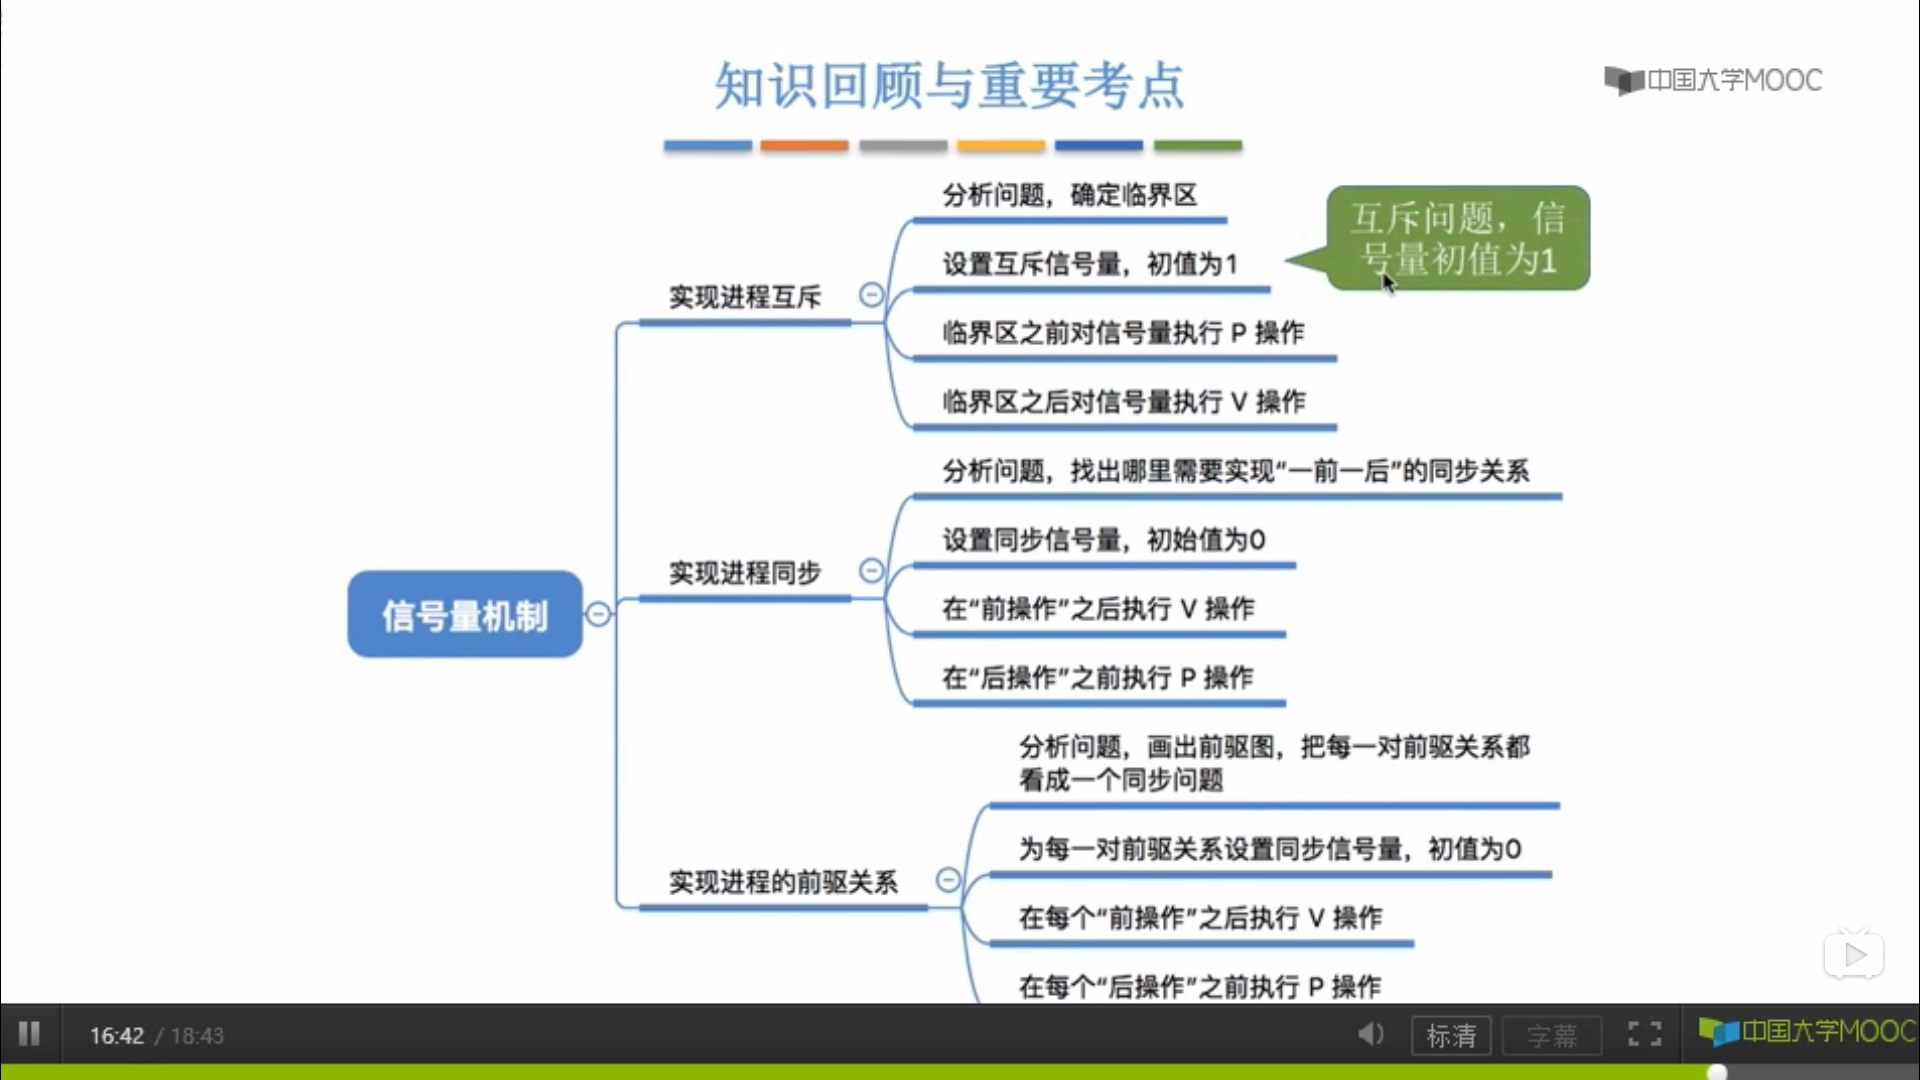 知识回顾与重要考点
中国大学MOOC
分析问题，确定临界区
互斥问题，信
号量初值为1
设置互斥信号量，初值为1
实现进程互斥
临界区之前对信号量执行 P 操作
临界区之后对信号量执行 V 操作
分析问题，找出哪里需要实现“一前一后”的同步关系
设置同步信号量，初始值为0
实现进程同步
在“前操作”之后执行 V 操作
信号量机制
在“后操作”之前执行 P 操作
分析问题，画出前驱图，把每一对前驱关系都
看成一个同步问题
为每一对前驱关系设置同步信号量，初值为0
实现进程的前驱关系
在每个“前操作”之后执行 V 操作
在每个“后操作”之前执行 P 操作
16:42 / 18:43
标清
字幕
中国大学MOOC